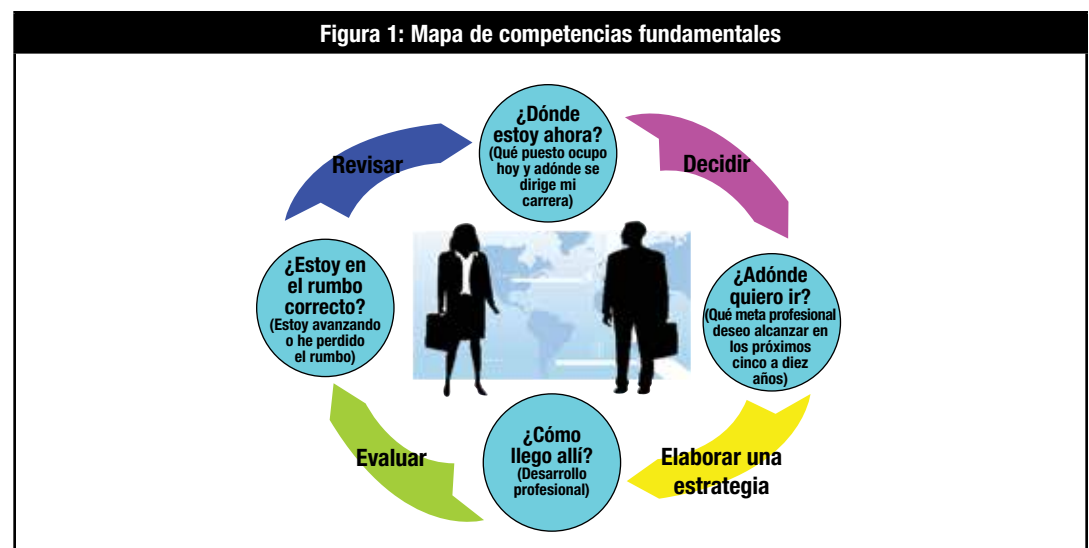 Figura 1: Mapa de competencias fundamentales
¿Dónde
estoy ahora?
(Qué puesto ocupo
hoy y adónde se
dirige mi
carrera)
Decidir
¿Adónde
quiero ir?
(Qué meta profesional
deseo alcanzar en
los próximos
cinco a diez
años)
Elaborar una
estrategia
¿Cómo
llego allí?
(Desarrollo
profesional)
Evaluar
¿Estoy en
el rumbo
correcto?
(Estoy avanzando
o he perdido
el rumbo)
Revisar